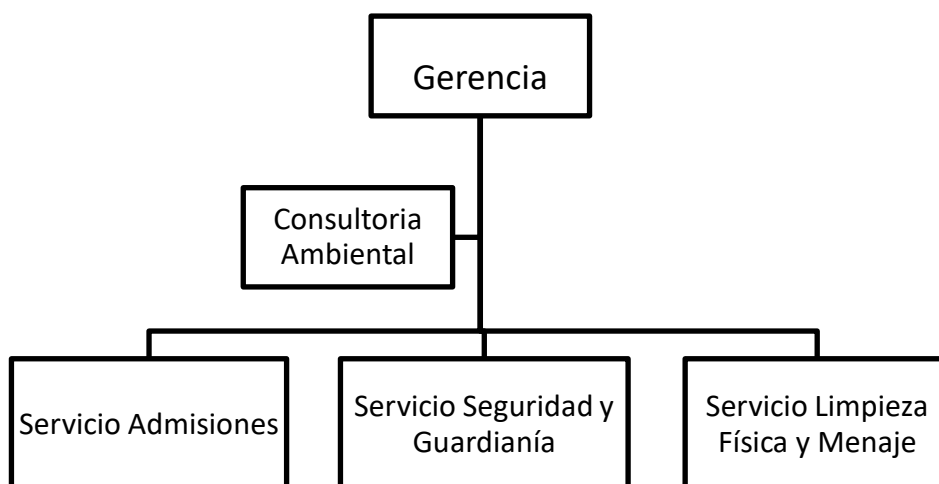 Gerencia
Consultoria
Ambiental
Servicio Admisiones
Servicio Seguridad y
Guardianía
Servicio Limpieza
Física y Menaje